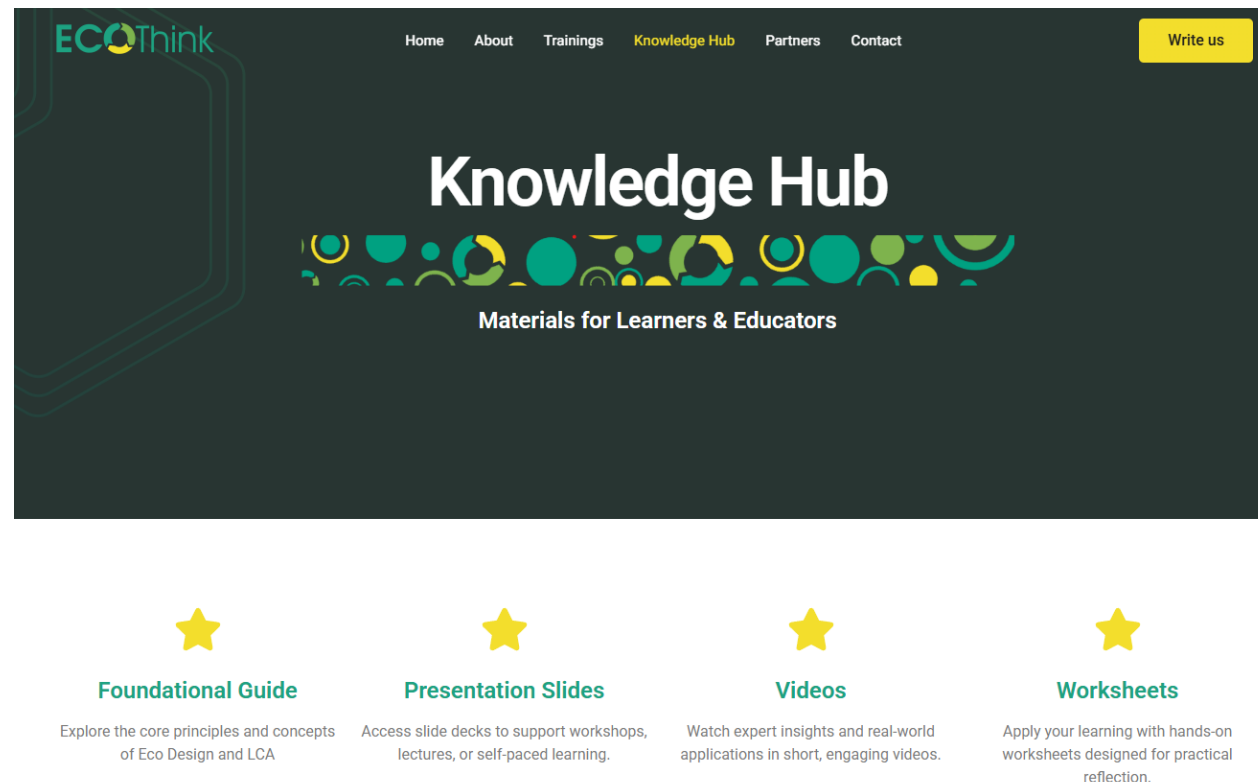 ECOThink
Home About Trainings Knowledge Hub Partners Contact
Write us
Knowledge Hub
Materials for Learners & Educators
Foundational Guide
Explore the core principles and concepts
of Eco Design and LCA
Presentation Slides
Access slide decks to support workshops,
lectures, or self-paced learning.
Videos
Watch expert insights and real-world
applications in short, engaging videos.
Worksheets
Apply your learning with hands-on
worksheets designed for practical
reflection.